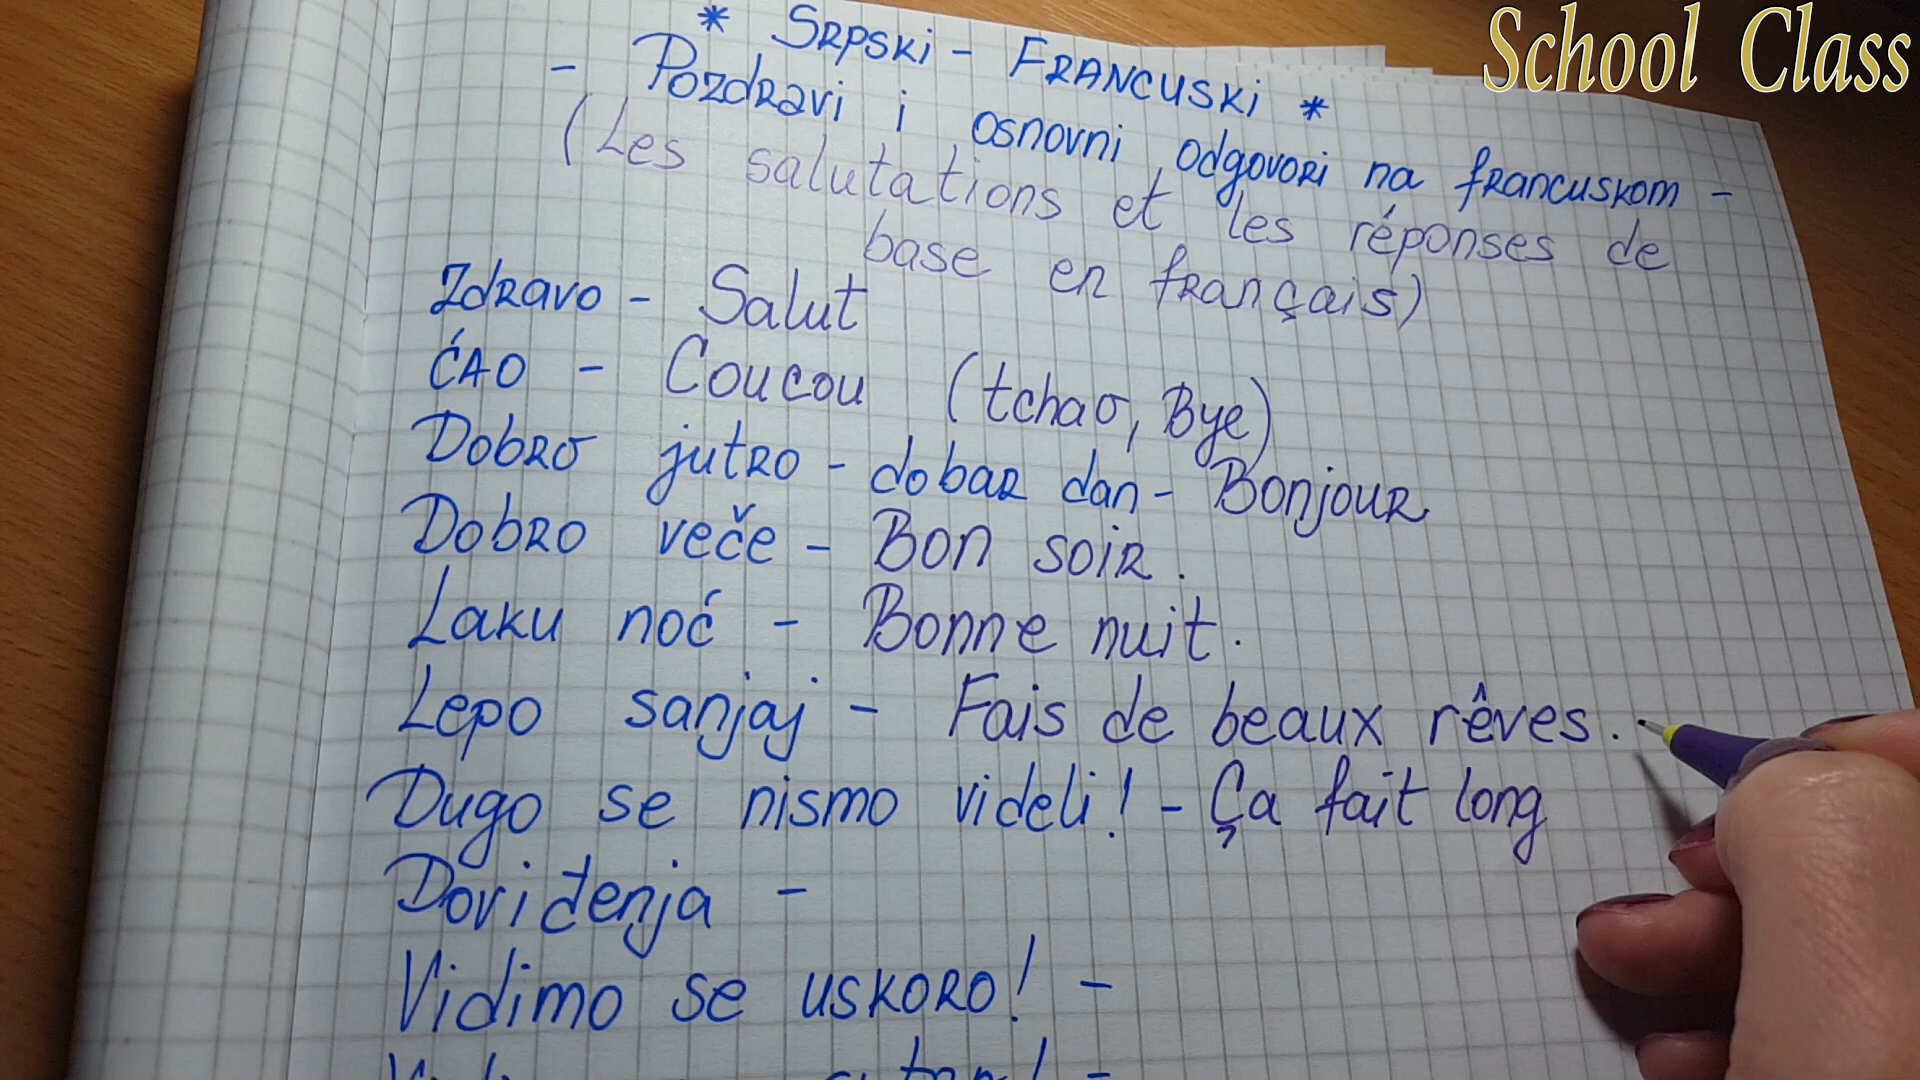 School Class
* Srpski - Francuski *
- Pozdravi i osnovni odgovori na francuskom -
(Les salutations et les réponses de
base en français)
Zdravo - Salut
ĆAO - Coucou (tchao, Bye)
Dobro jutro - dobar dan - Bonjour
Dobro veče - Bon soir.
Laku noć - Bonne nuit.
Lepo sanjaj - Fais de beaux rêves.
Dugo se nismo videli! - Ça fait long
Doviđenja -
Vidimo se uskoro! -